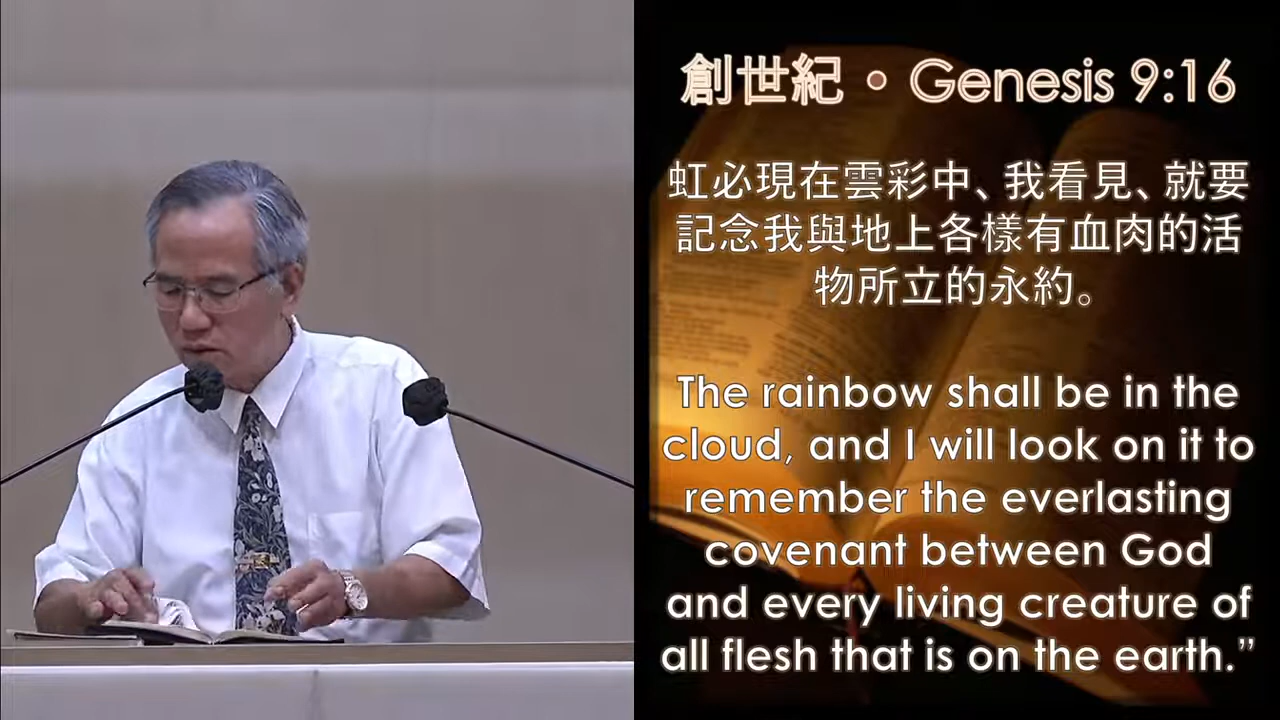 創世紀 • Genesis 9:16
虹必現在雲彩中、我看見、就要
記念我與地上各樣有血肉的活
物所立的永約。
The rainbow shall be in the
cloud, and I will look on it to
remember the everlasting
covenant between God
and every living creature of
all flesh that is on the earth.”